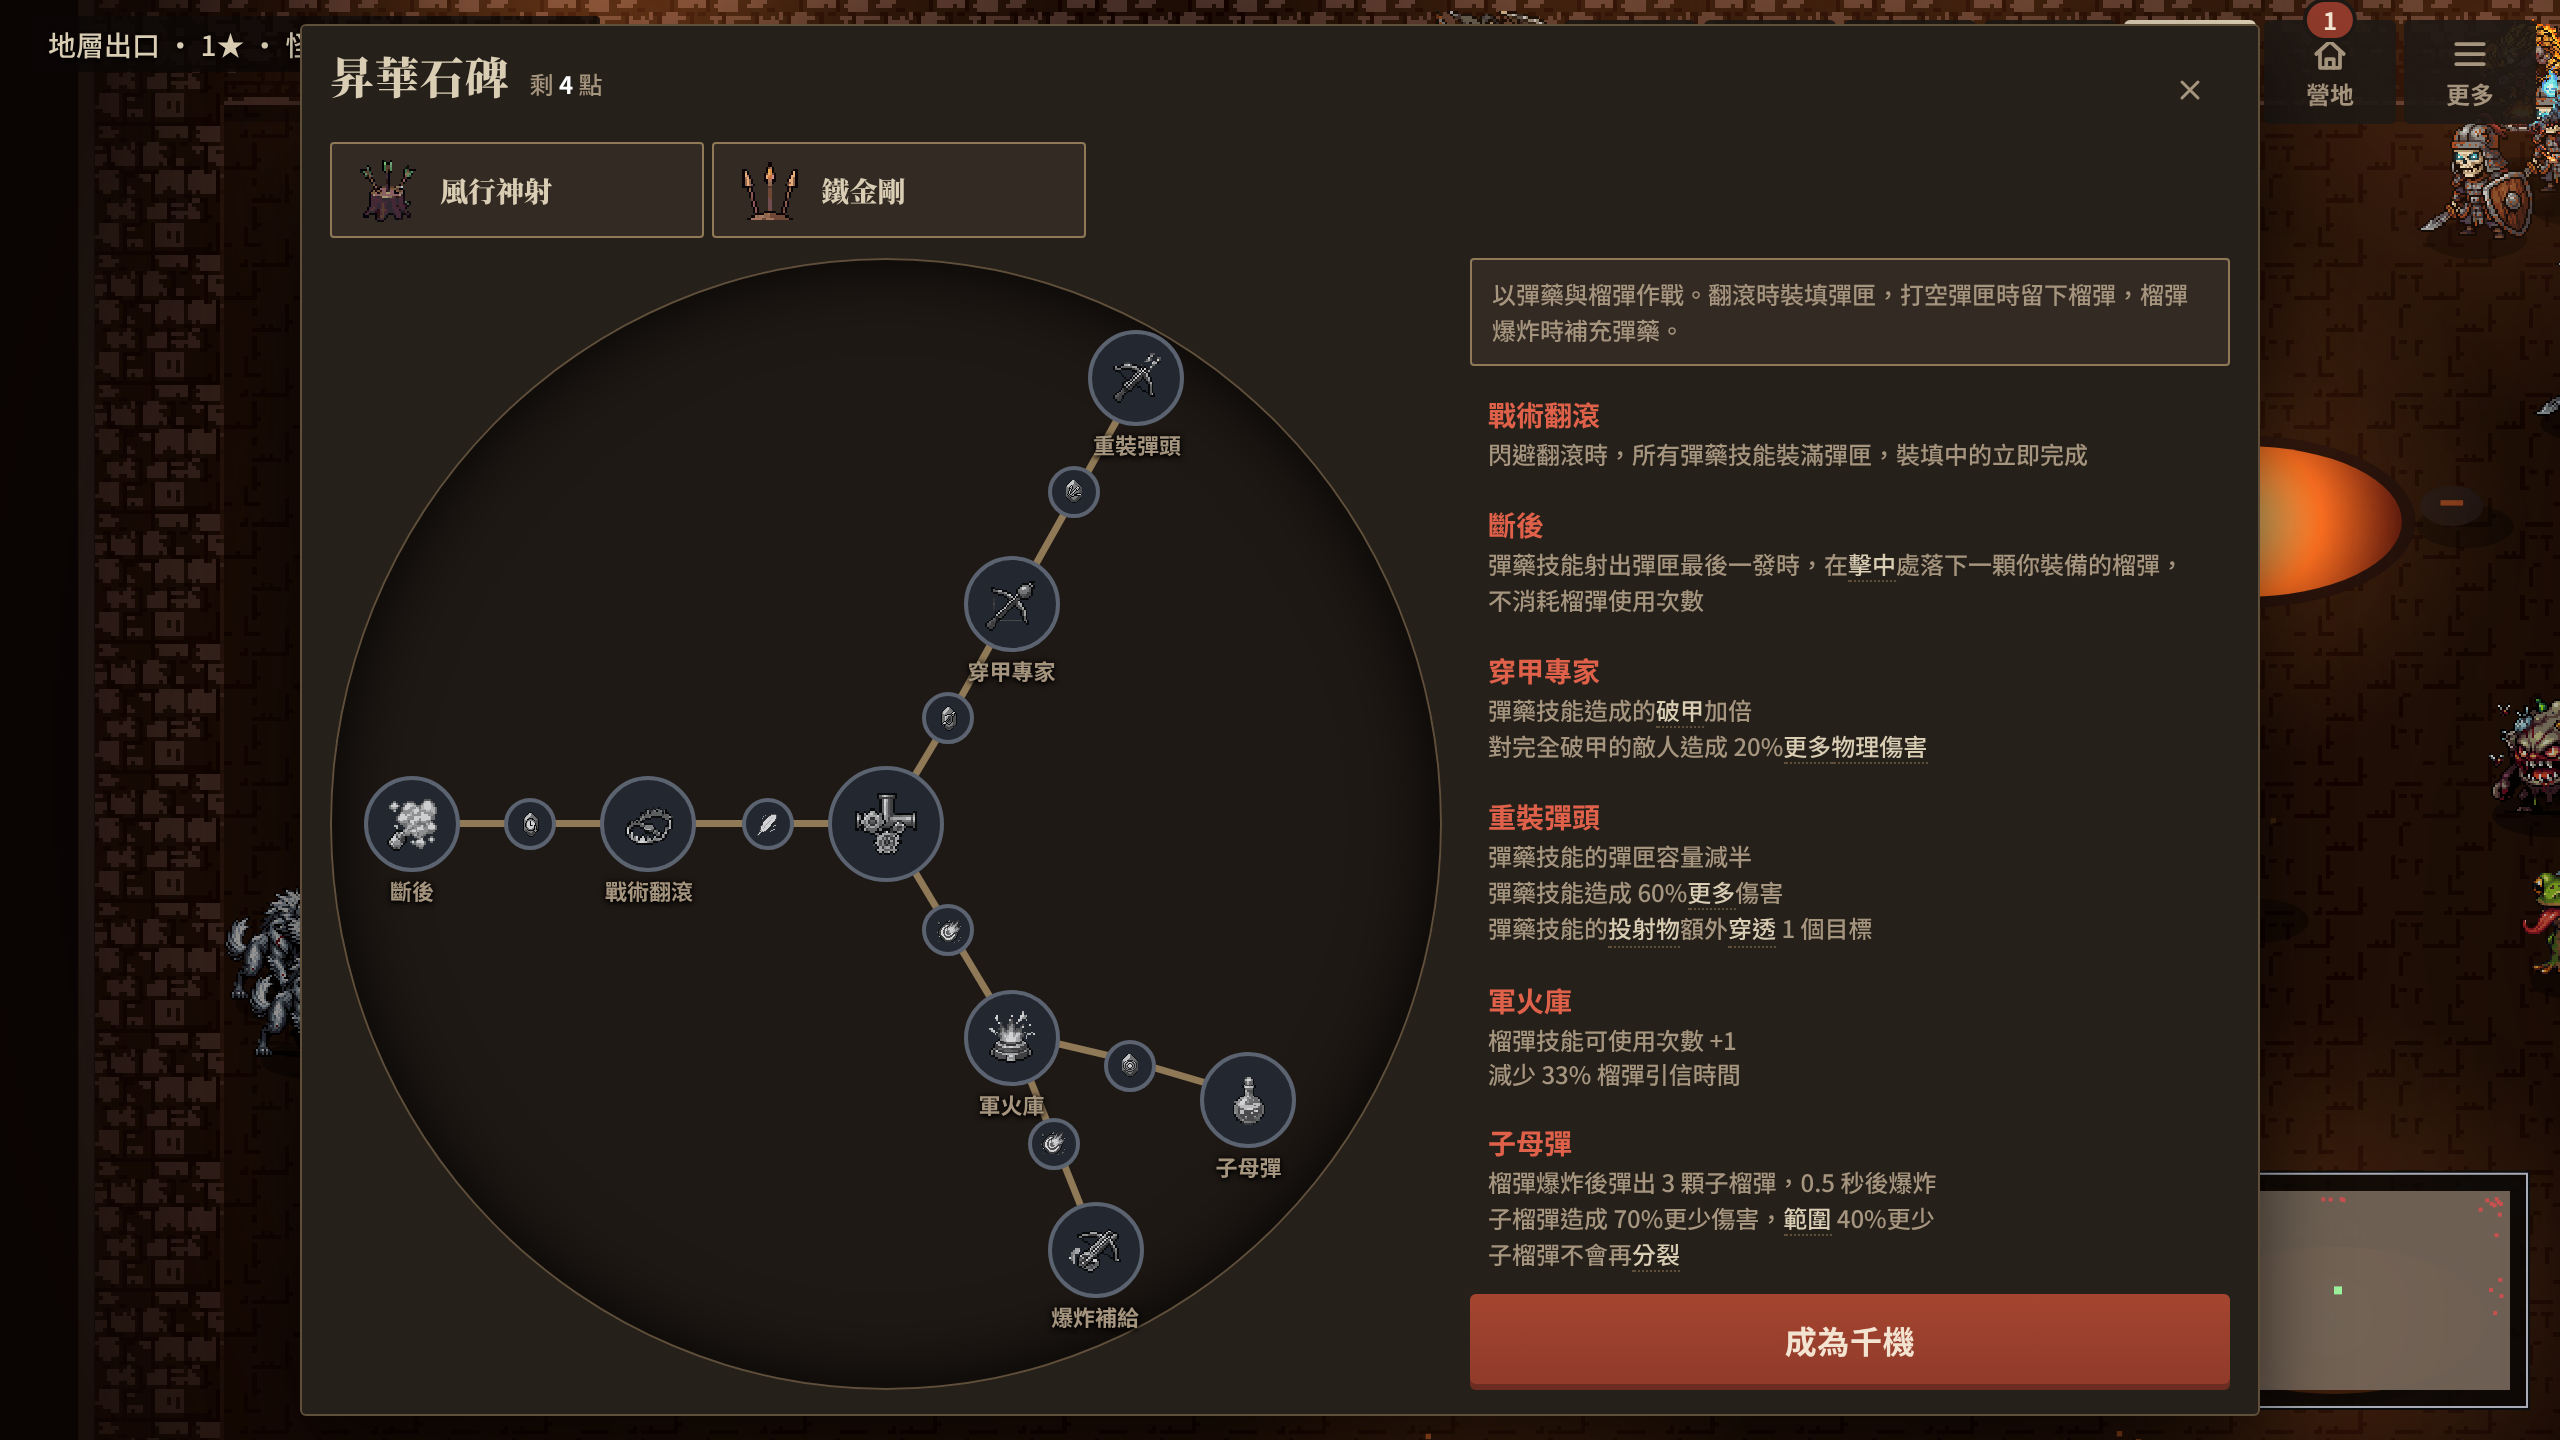 地層出口 · 1★ · 怪
昇華石碑 剩 4 點
1
營地
更多
風行神射
鐵金剛
以彈藥與榴彈作戰。翻滾時裝填彈匣，打空彈匣時留下榴彈，榴彈
爆炸時補充彈藥。
戰術翻滾
閃避翻滾時，所有彈藥技能裝滿彈匣，裝填中的立即完成
斷後
彈藥技能射出彈匣最後一發時，在擊中處落下一顆你裝備的榴彈，
不消耗榴彈使用次數
穿甲專家
彈藥技能造成的破甲加倍
對完全破甲的敵人造成 20%更多物理傷害
重裝彈頭
彈藥技能的彈匣容量減半
彈藥技能造成 60%更多傷害
彈藥技能的投射物額外穿透 1 個目標
軍火庫
榴彈技能可使用次數 +1
減少 33% 榴彈引信時間
子母彈
榴彈爆炸後彈出 3 顆子榴彈，0.5 秒後爆炸
子榴彈造成 70%更少傷害，範圍 40%更少
子榴彈不會再分裂
成為千機
重裝彈頭
穿甲專家
斷後
戰術翻滾
軍火庫
子母彈
爆炸補給